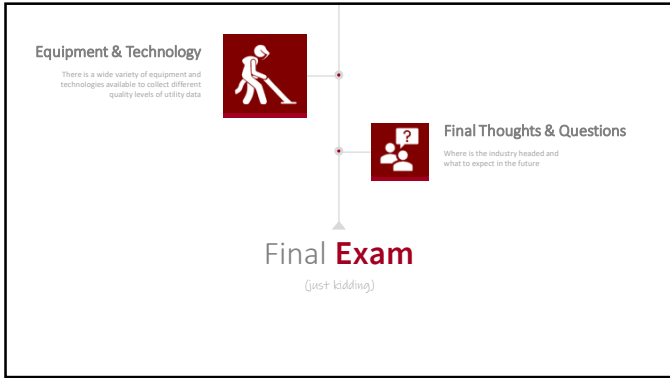 Equipment & Technology
There is a wide variety of equipment and
technologies available to collect different
quality levels of utility data
?
Final Thoughts & Questions
Where is the industry headed and
what to expect in the future
Final Exam
(just kidding)